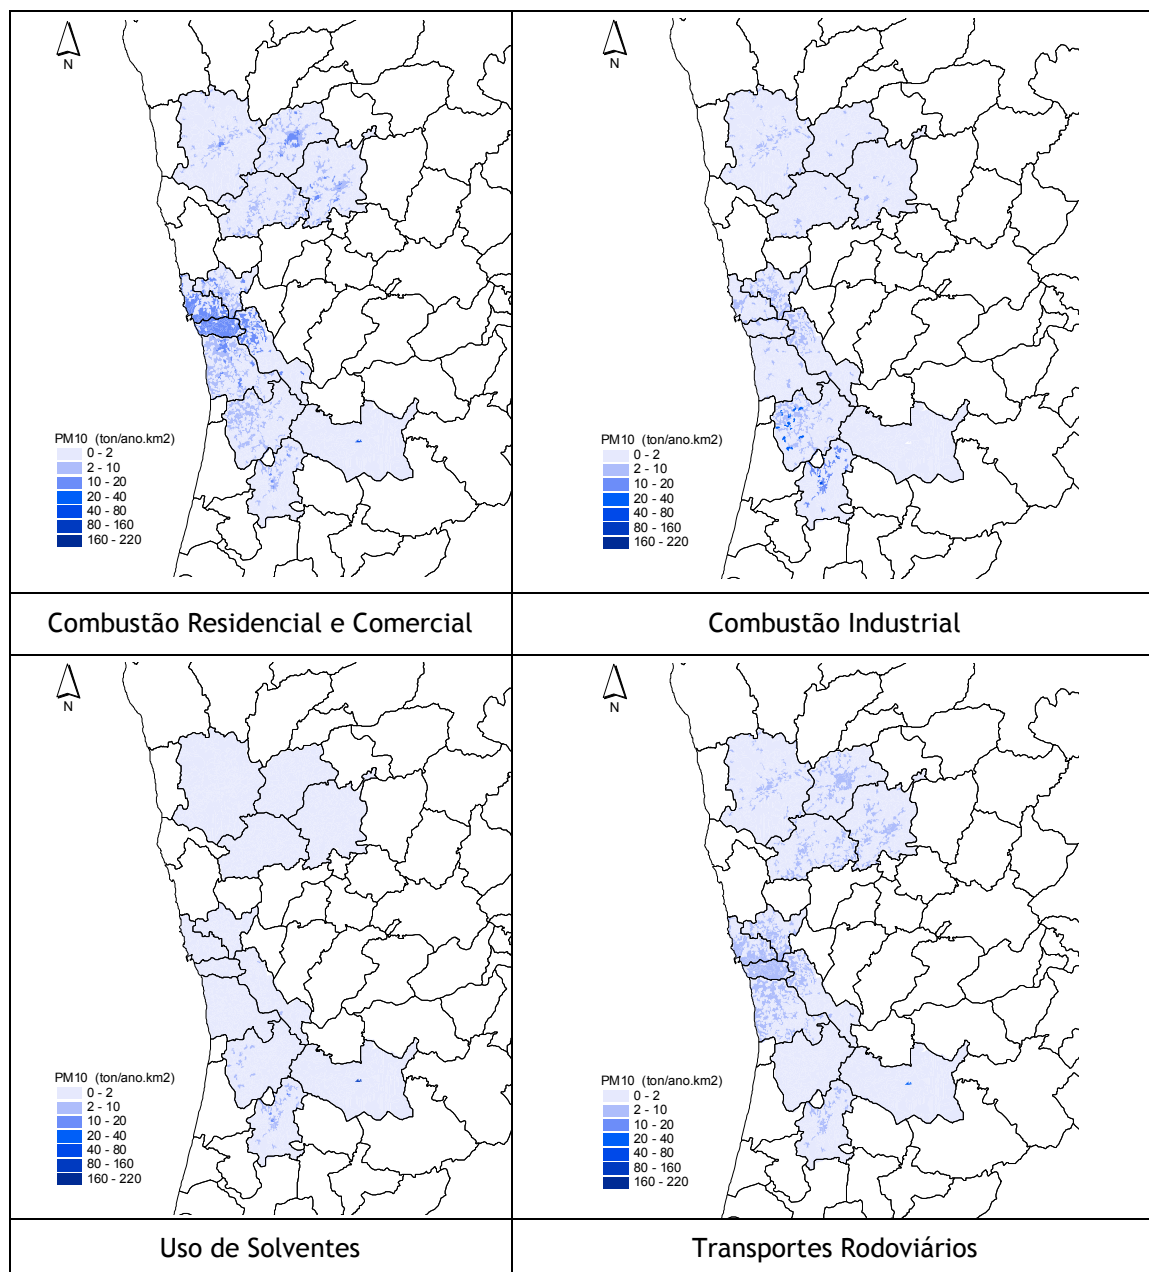 N
N
PM10 (ton/ano.km2)
0 - 2
2 - 10
10 - 20
20 - 40
40 - 80
80 - 160
160 - 220
PM10 (ton/ano.km2)
0 - 2
2 - 10
10 - 20
20 - 40
40 - 80
80 - 160
160 - 220
Combustão Residencial e Comercial
Combustão Industrial
N
N
PM10 (ton/ano.km2)
0 - 2
2 - 10
10 - 20
20 - 40
40 - 80
80 - 160
160 - 220
PM10 (ton/ano.km2)
0 - 2
2 - 10
10 - 20
20 - 40
40 - 80
80 - 160
160 - 220
Uso de Solventes
Transportes Rodoviários